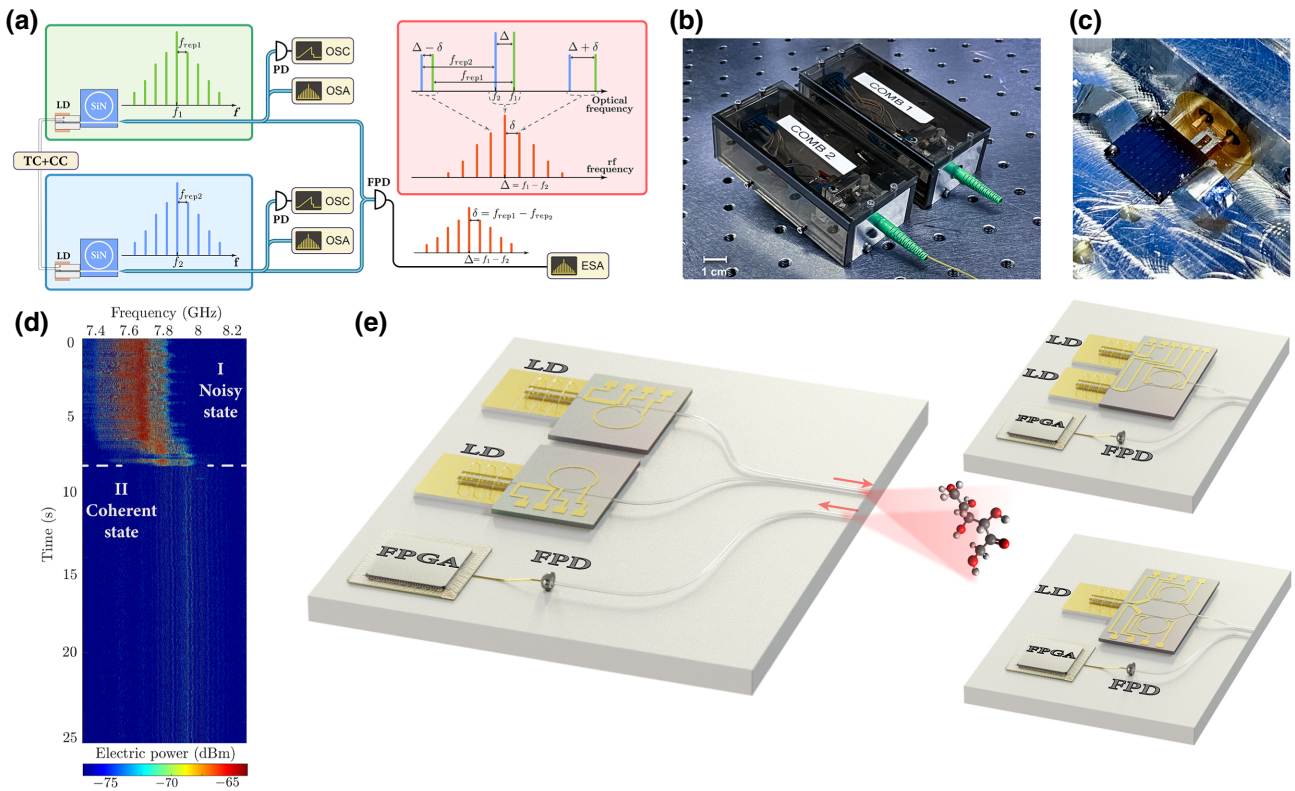 (a)
f_rep1
f_1
f
LD
SiN
PD
OSC
OSA
TC+CC
f_rep2
f_2
f
LD
SiN
PD
OSC
OSA
FPD
Δ − δ
Δ
Δ + δ
f_rep2
f_rep1
f_2
f_1
Optical
frequency
δ
rf
frequency
Δ = f_1 − f_2
δ = f_rep1 − f_rep2
Δ = f_1 − f_2
ESA
(b)
COMB 1
COMB 2
1 cm
(c)
(d)
Frequency (GHz)
7.4 7.6 7.8 8 8.2
0
5
10
15
20
25
Time (s)
I
Noisy
state
II
Coherent
state
Electric power (dBm)
−75 −70 −65
(e)
LD
LD
FPGA
FPD
LD
LD
FPGA
FPD
LD
FPGA
FPD